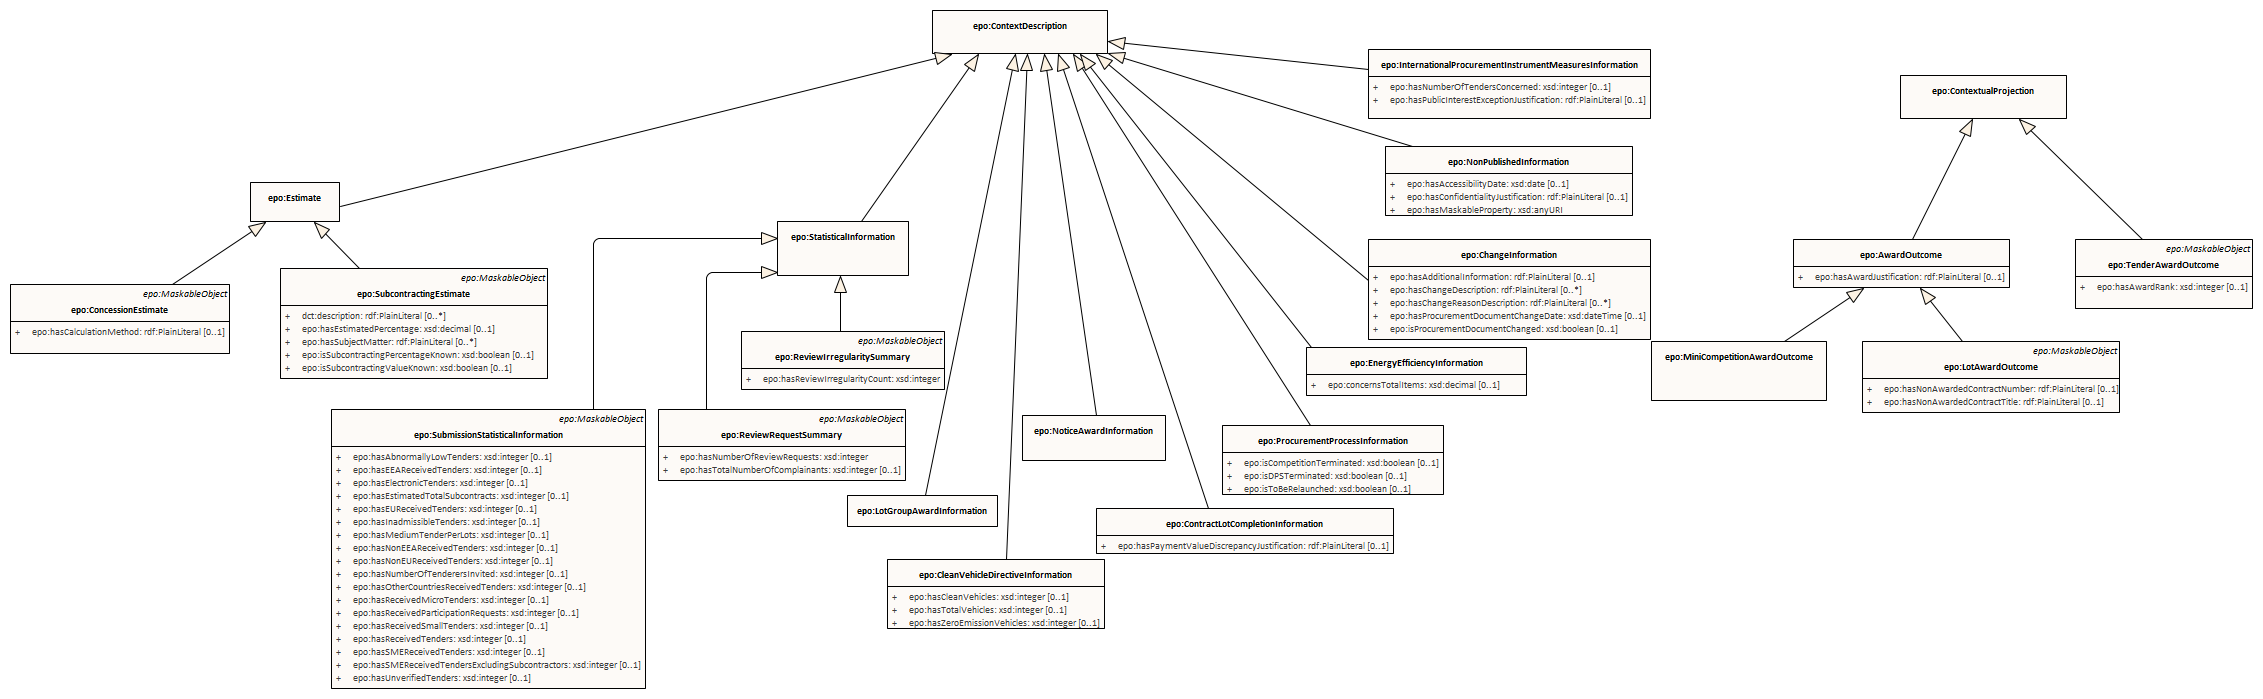 epo:ContextDescription
epo:InternationalProcurementInstrumentMeasuresInformation
+ epo:hasNumberOfTendersConcerned: xsd:integer [0..1]
+ epo:hasPublicInterestExceptionJustification: rdf:PlainLiteral [0..1]
epo:ContextualProjection
epo:NonPublishedInformation
+ epo:hasAccessibilityDate: xsd:date [0..1]
+ epo:hasConfidentialityJustification: rdf:PlainLiteral [0..1]
+ epo:hasMaskableProperty: xsd:anyURI
epo:Estimate
epo:StatisticalInformation
epo:ChangeInformation
+ epo:hasAdditionalInformation: rdf:PlainLiteral [0..1]
+ epo:hasChangeDescription: rdf:PlainLiteral [0..*]
+ epo:hasChangeReasonDescription: rdf:PlainLiteral [0..*]
+ epo:hasProcurementDocumentChangeDate: xsd:dateTime [0..1]
+ epo:isProcurementDocumentChanged: xsd:boolean [0..1]
epo:AwardOutcome
+ epo:hasAwardJustification: rdf:PlainLiteral [0..1]
epo:MaskableObject
epo:TenderAwardOutcome
+ epo:hasAwardRank: xsd:integer [0..1]
epo:MaskableObject
epo:ConcessionEstimate
+ epo:hasCalculationMethod: rdf:PlainLiteral [0..1]
epo:MaskableObject
epo:SubcontractingEstimate
+ dct:description: rdf:PlainLiteral [0..*]
+ epo:hasEstimatedPercentage: xsd:decimal [0..1]
+ epo:hasSubjectMatter: rdf:PlainLiteral [0..*]
+ epo:isSubcontractingPercentageKnown: xsd:boolean [0..1]
+ epo:isSubcontractingValueKnown: xsd:boolean [0..1]
epo:MaskableObject
epo:ReviewIrregularitySummary
+ epo:hasReviewIrregularityCount: xsd:integer
epo:EnergyEfficiencyInformation
+ epo:concernsTotalItems: xsd:decimal [0..1]
epo:MiniCompetitionAwardOutcome
epo:MaskableObject
epo:LotAwardOutcome
+ epo:hasNonAwardedContractNumber: rdf:PlainLiteral [0..1]
+ epo:hasNonAwardedContractTitle: rdf:PlainLiteral [0..1]
epo:MaskableObject
epo:SubmissionStatisticalInformation
+ epo:hasAbnormallyLowTenders: xsd:integer [0..1]
+ epo:hasEEAReceivedTenders: xsd:integer [0..1]
+ epo:hasElectronicTenders: xsd:integer [0..1]
+ epo:hasEstimatedTotalSubcontracts: xsd:integer [0..1]
+ epo:hasEUReceivedTenders: xsd:integer [0..1]
+ epo:hasInadmissibleTenders: xsd:integer [0..1]
+ epo:hasMediumTenderPerLots: xsd:integer [0..1]
+ epo:hasNonEEAReceivedTenders: xsd:integer [0..1]
+ epo:hasNonEUReceivedTenders: xsd:integer [0..1]
+ epo:hasNumberOfTenderersInvited: xsd:integer [0..1]
+ epo:hasOtherCountriesReceivedTenders: xsd:integer [0..1]
+ epo:hasReceivedMicroTenders: xsd:integer [0..1]
+ epo:hasReceivedParticipationRequests: xsd:integer [0..1]
+ epo:hasReceivedSmallTenders: xsd:integer [0..1]
+ epo:hasReceivedTenders: xsd:integer [0..1]
+ epo:hasSMEReceivedTenders: xsd:integer [0..1]
+ epo:hasSMEReceivedTendersExcludingSubcontractors: xsd:integer [0..1]
+ epo:hasUnverifiedTenders: xsd:integer [0..1]
epo:MaskableObject
epo:ReviewRequestSummary
+ epo:hasNumberOfReviewRequests: xsd:integer
+ epo:hasTotalNumberOfComplainants: xsd:integer [0..1]
epo:NoticeAwardInformation
epo:ProcurementProcessInformation
+ epo:isCompetitionTerminated: xsd:boolean [0..1]
+ epo:isDPSTerminated: xsd:boolean [0..1]
+ epo:isToBeRelaunched: xsd:boolean [0..1]
epo:LotGroupAwardInformation
epo:ContractLotCompletionInformation
+ epo:hasPaymentValueDiscrepancyJustification: rdf:PlainLiteral [0..1]
epo:CleanVehicleDirectiveInformation
+ epo:hasCleanVehicles: xsd:integer [0..1]
+ epo:hasTotalVehicles: xsd:integer [0..1]
+ epo:hasZeroEmissionVehicles: xsd:integer [0..1]